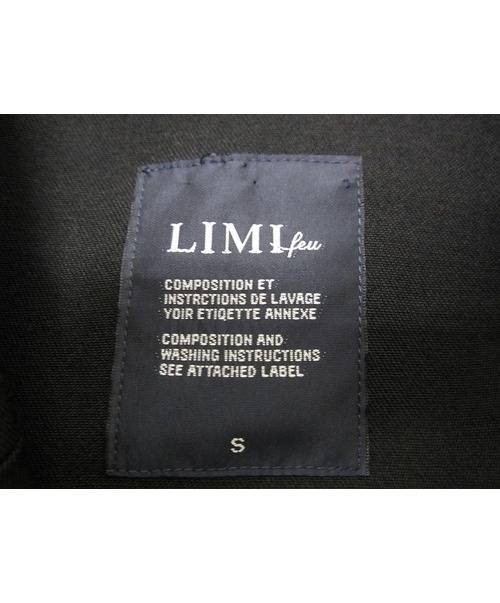 LIMI feu
COMPOSITION ET
INSTRCTIONS DE LAVAGE
YOIR ETIQETTE ANNEXE
COMPOSITION AND
WASHING INSTRUCTIONS
SEE ATTACHED LABEL
S